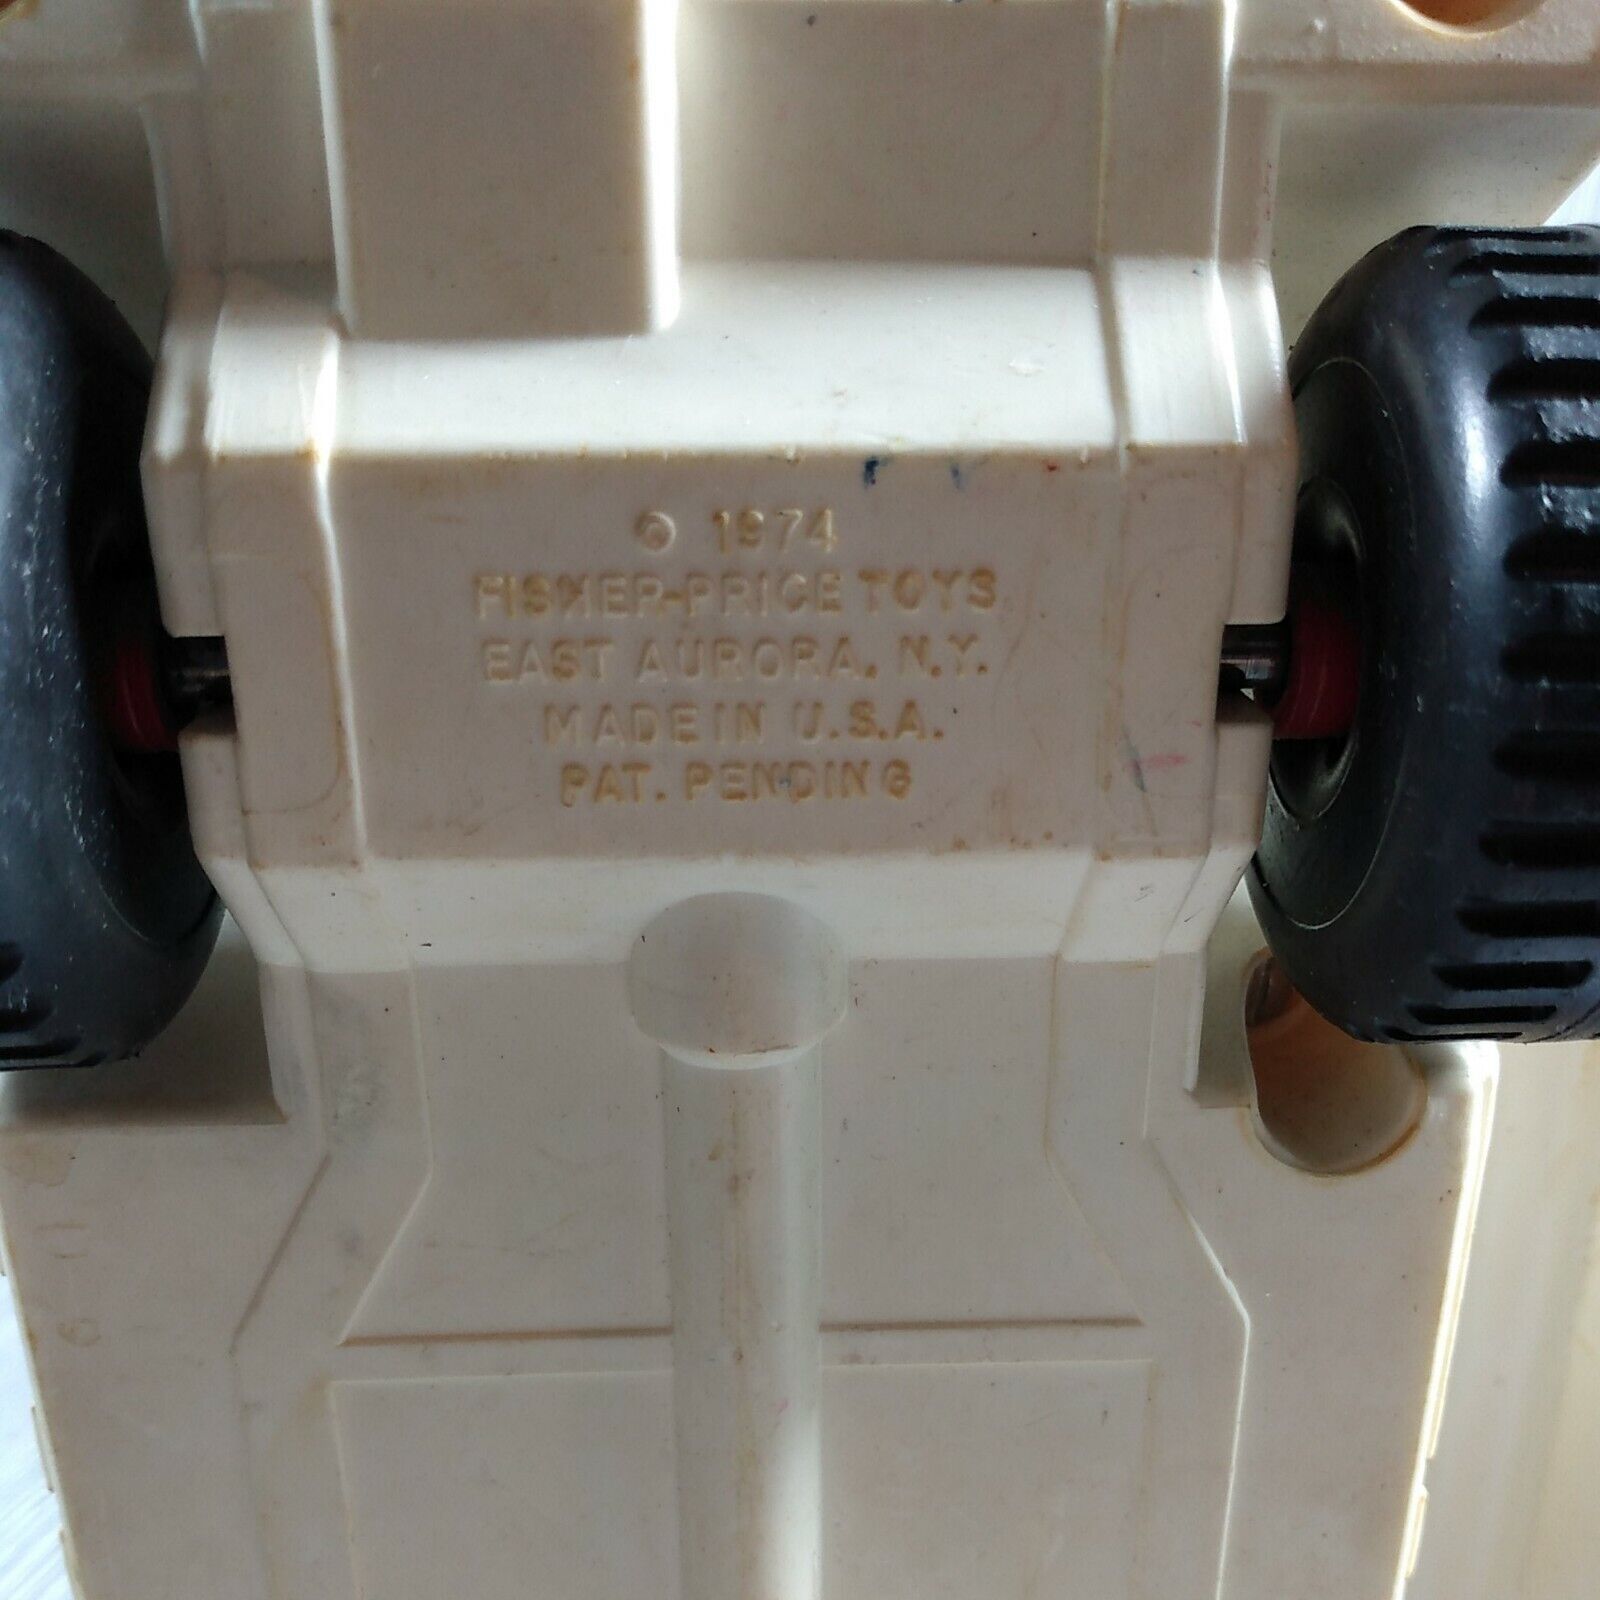 © 1974
FISHER-PRICE TOYS
EAST AURORA, N.Y.
MADE IN U.S.A.
PAT. PENDING